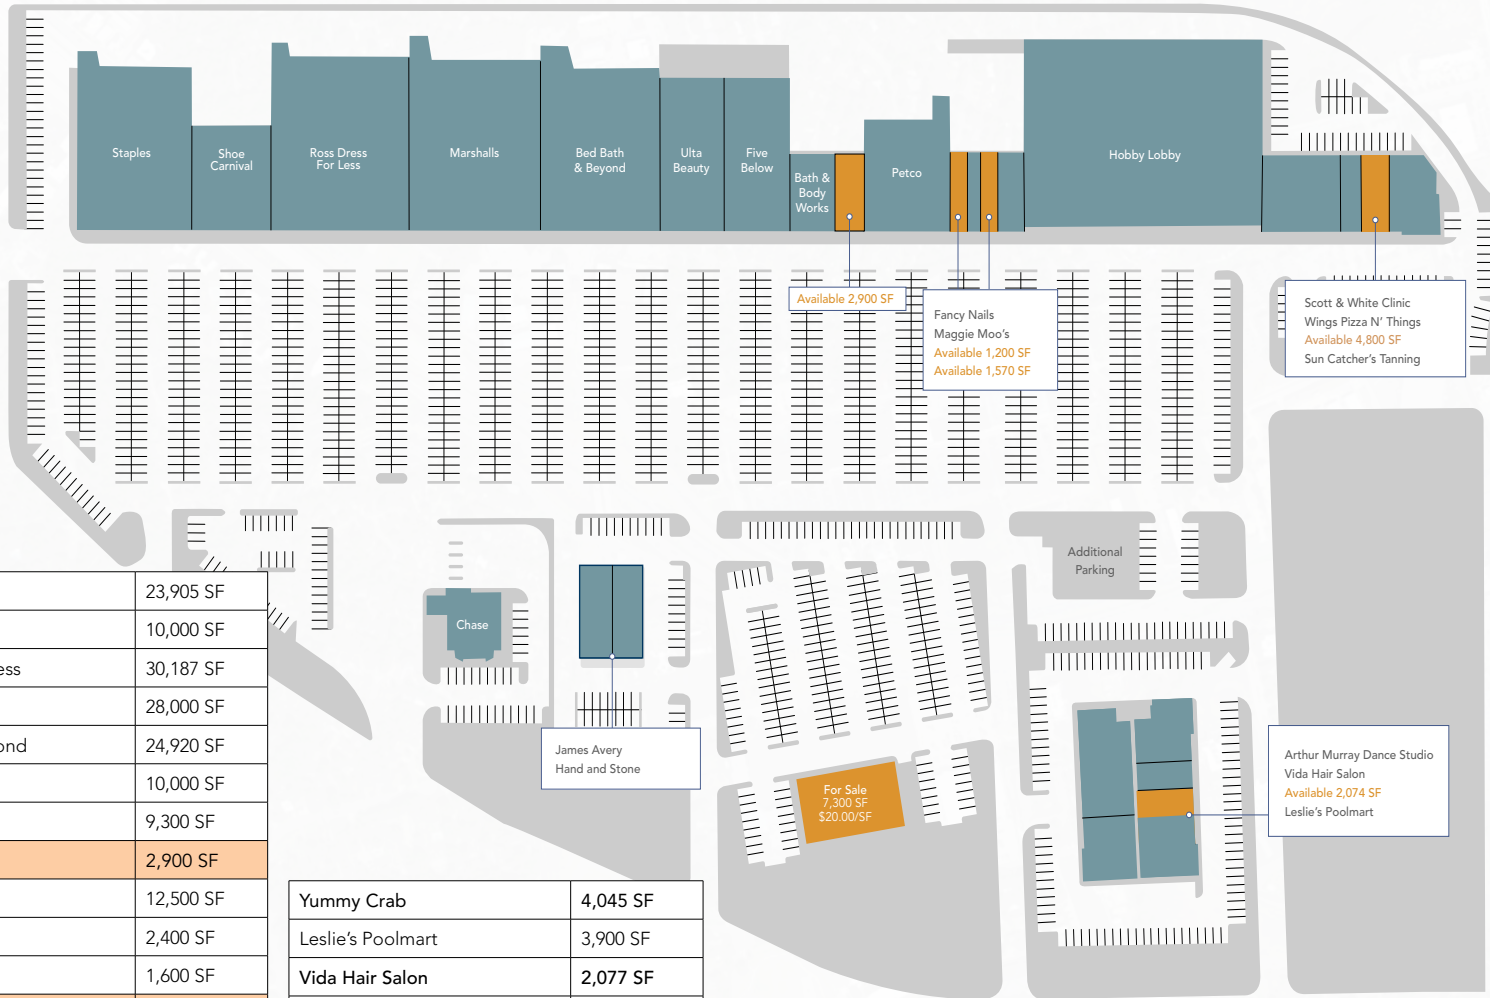 Staples
Shoe
Carnival
Ross Dress
For Less
Marshalls
Bed Bath
& Beyond
Ulta
Beauty
Five
Below
Bath &
Body
Works
Petco
Hobby Lobby
Available 2,900 SF
Fancy Nails
Maggie Moo's
Available 1,200 SF
Available 1,570 SF
Scott & White Clinic
Wings Pizza N' Things
Available 4,800 SF
Sun Catcher's Tanning
Additional
Parking
Chase
James Avery
Hand and Stone
For Sale
7,300 SF
$20.00/SF
Arthur Murray Dance Studio
Vida Hair Salon
Available 2,074 SF
Leslie's Poolmart
23,905 SF
10,000 SF
ess 30,187 SF
28,000 SF
ond 24,920 SF
10,000 SF
9,300 SF
2,900 SF
12,500 SF
2,400 SF
1,600 SF
Yummy Crab 4,045 SF
Leslie's Poolmart 3,900 SF
Vida Hair Salon 2,077 SF